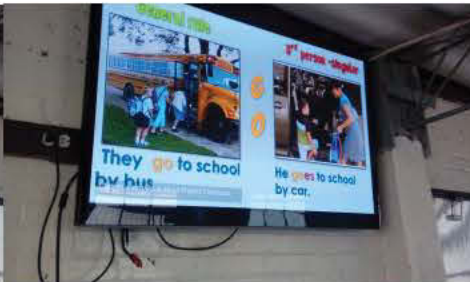 General rule
3rd person -singular
G
O
They go to school
by bus
He goes to school
by car.